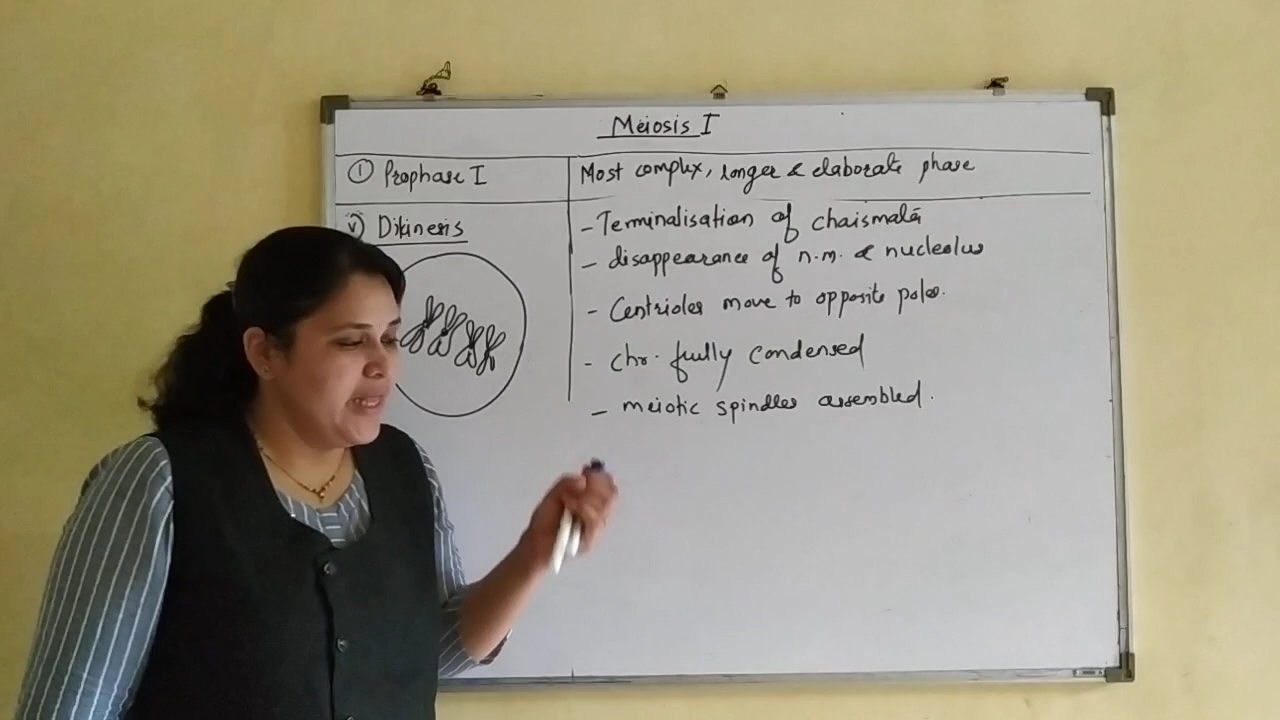 Meiosis I
① Prophase I
Most complex, longer & elaborate phase
v) Dikinesis
- Terminalisation of chaismata
- disappearance of n.m. & nucleolus
- Centrioles move to opposite poles.
- chr. fully condensed
- meiotic spindles assembled.